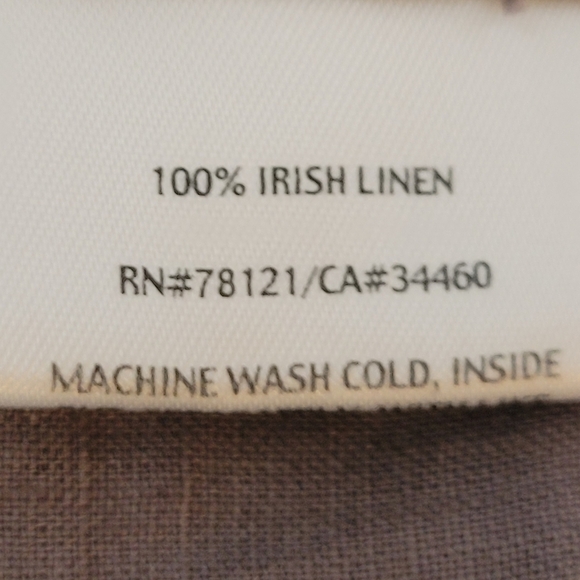 100% IRISH LINEN
RN#78121/CA#34460
MACHINE WASH COLD, INSIDE